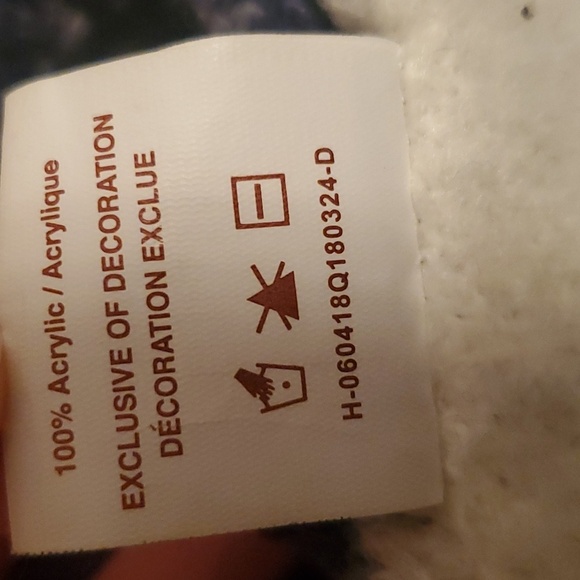 100% Acrylic / Acrylique
EXCLUSIVE OF DECORATION
DÉCORATION EXCLUE
H-060418Q180324-D